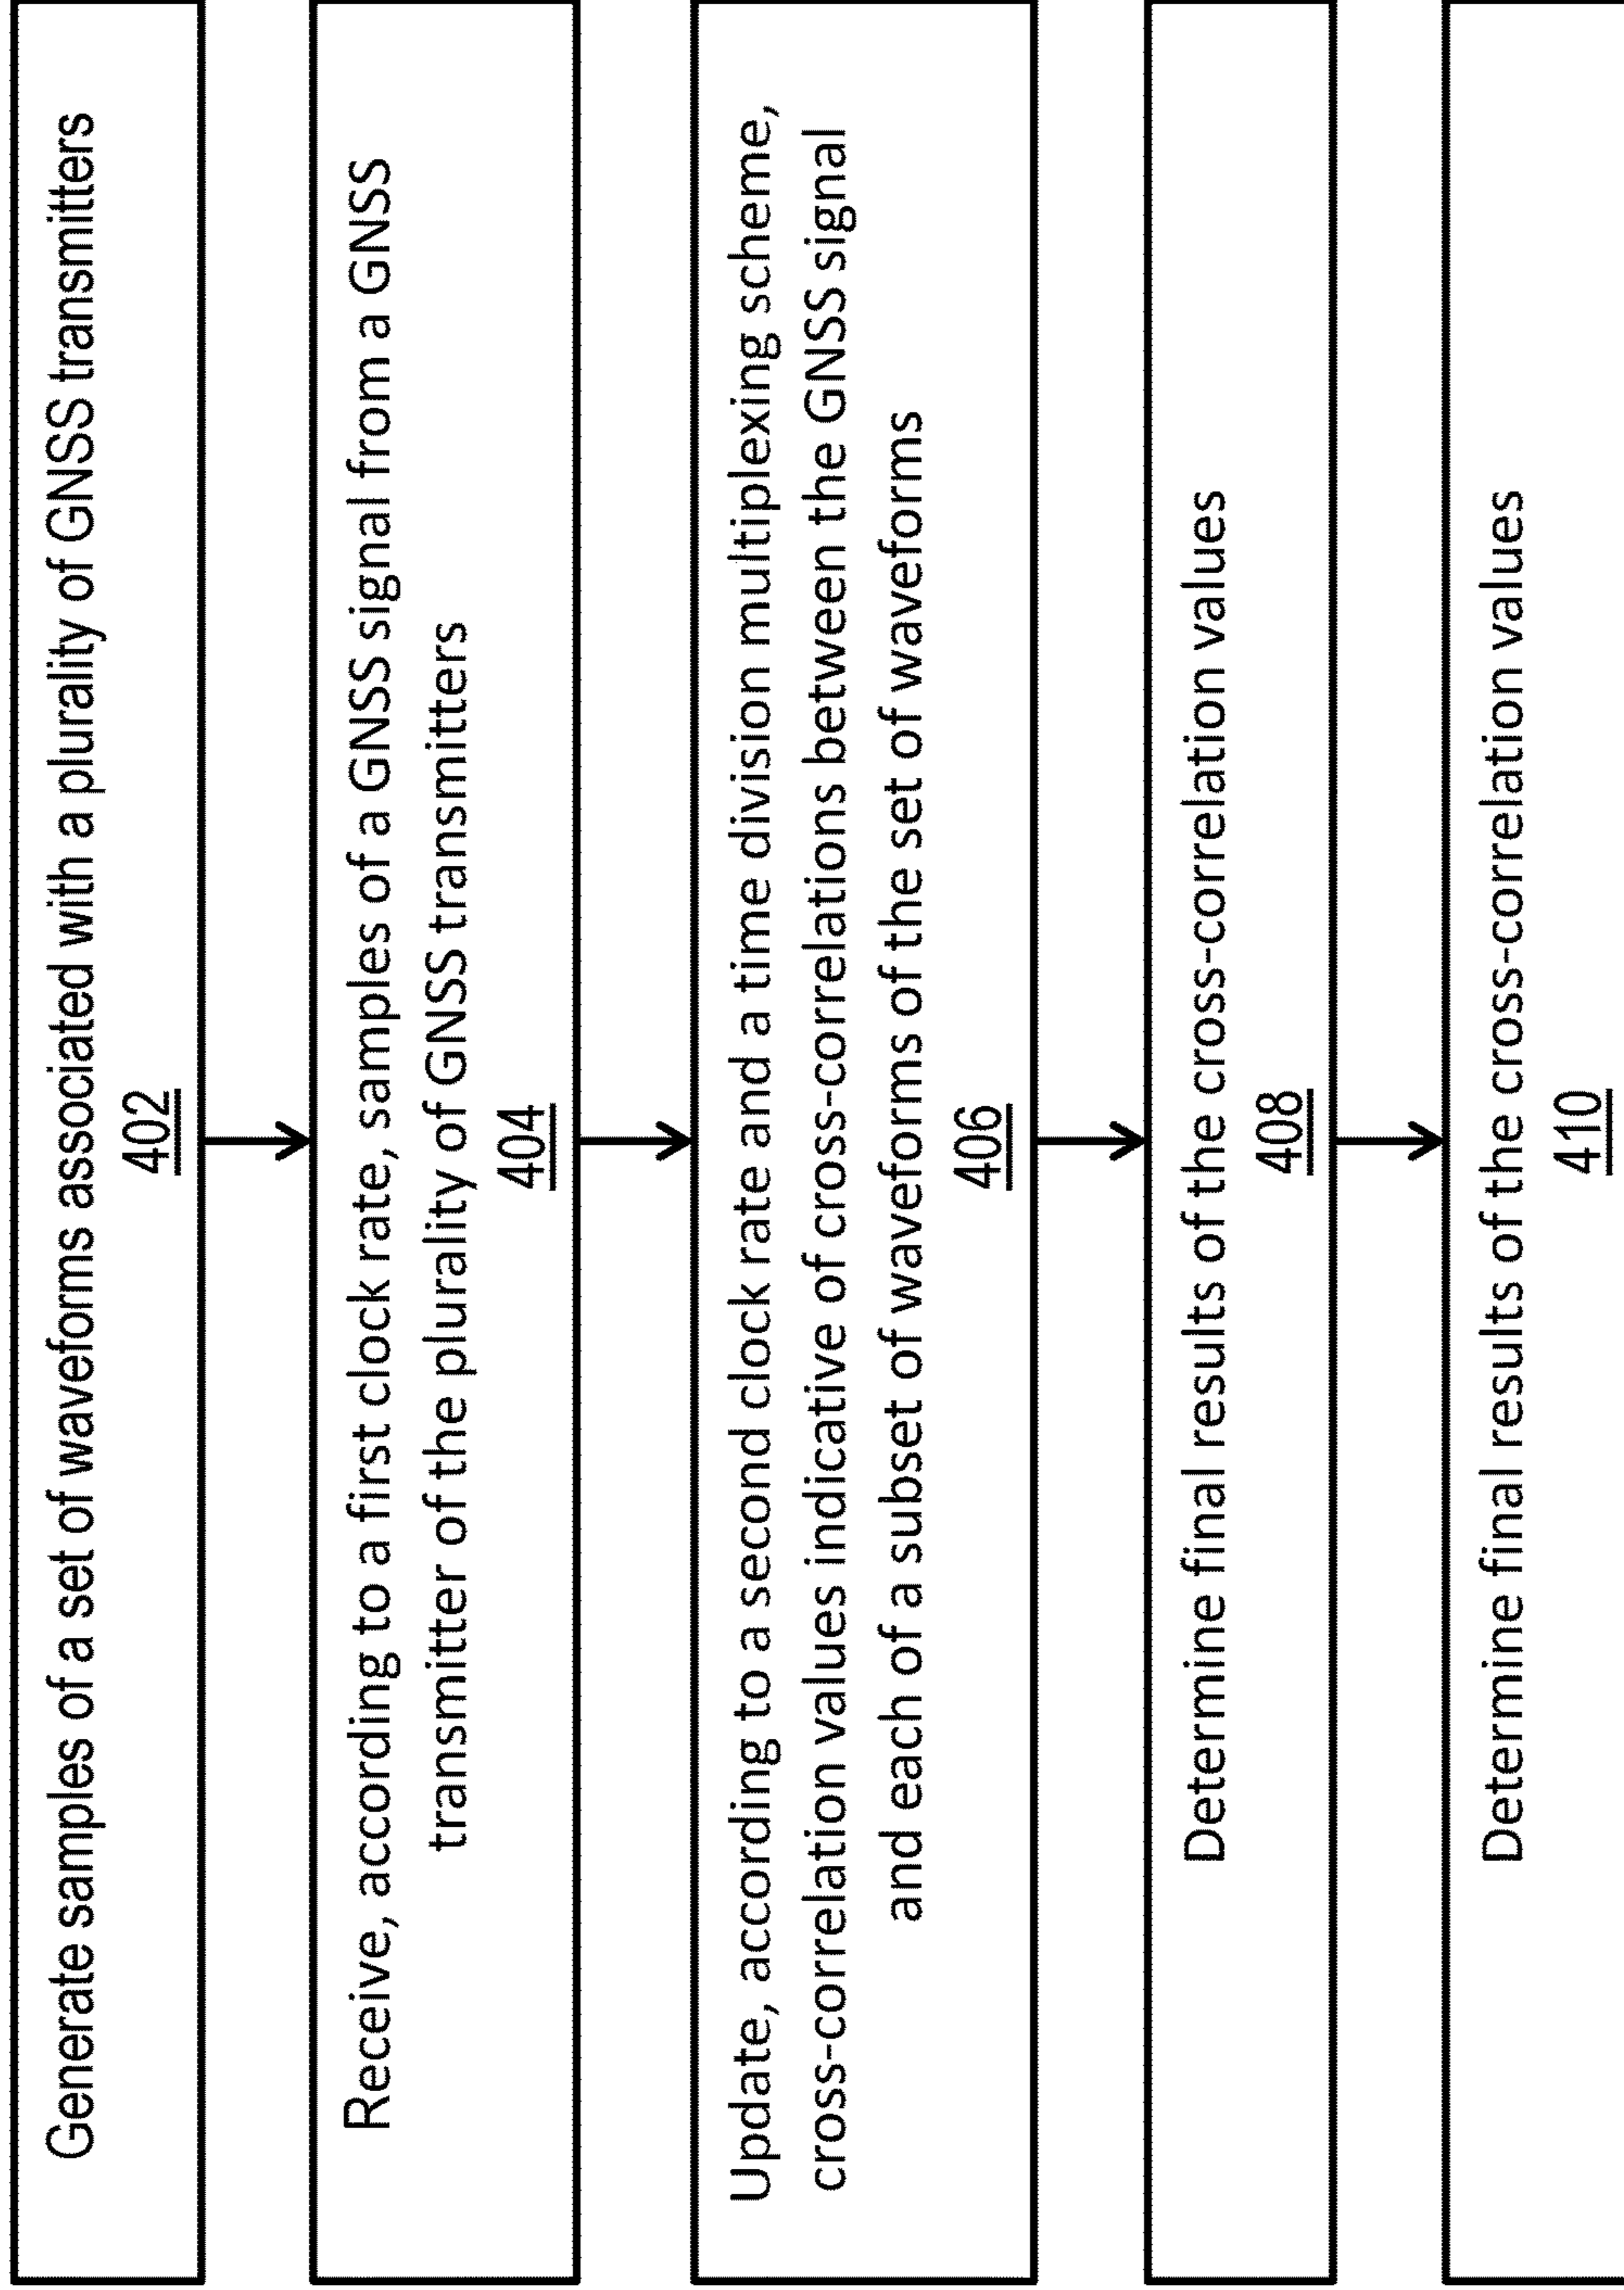 Generate samples of a set of waveforms associated with a plurality of GNSS transmitters
402
Receive, according to a first clock rate, samples of a GNSS signal from a GNSS
transmitter of the plurality of GNSS transmitters
404
Update, according to a second clock rate and a time division multiplexing scheme,
cross-correlation values indicative of cross-correlations between the GNSS signal
and each of a subset of waveforms of the set of waveforms
406
Determine final results of the cross-correlation values
408
Determine final results of the cross-correlation values
410